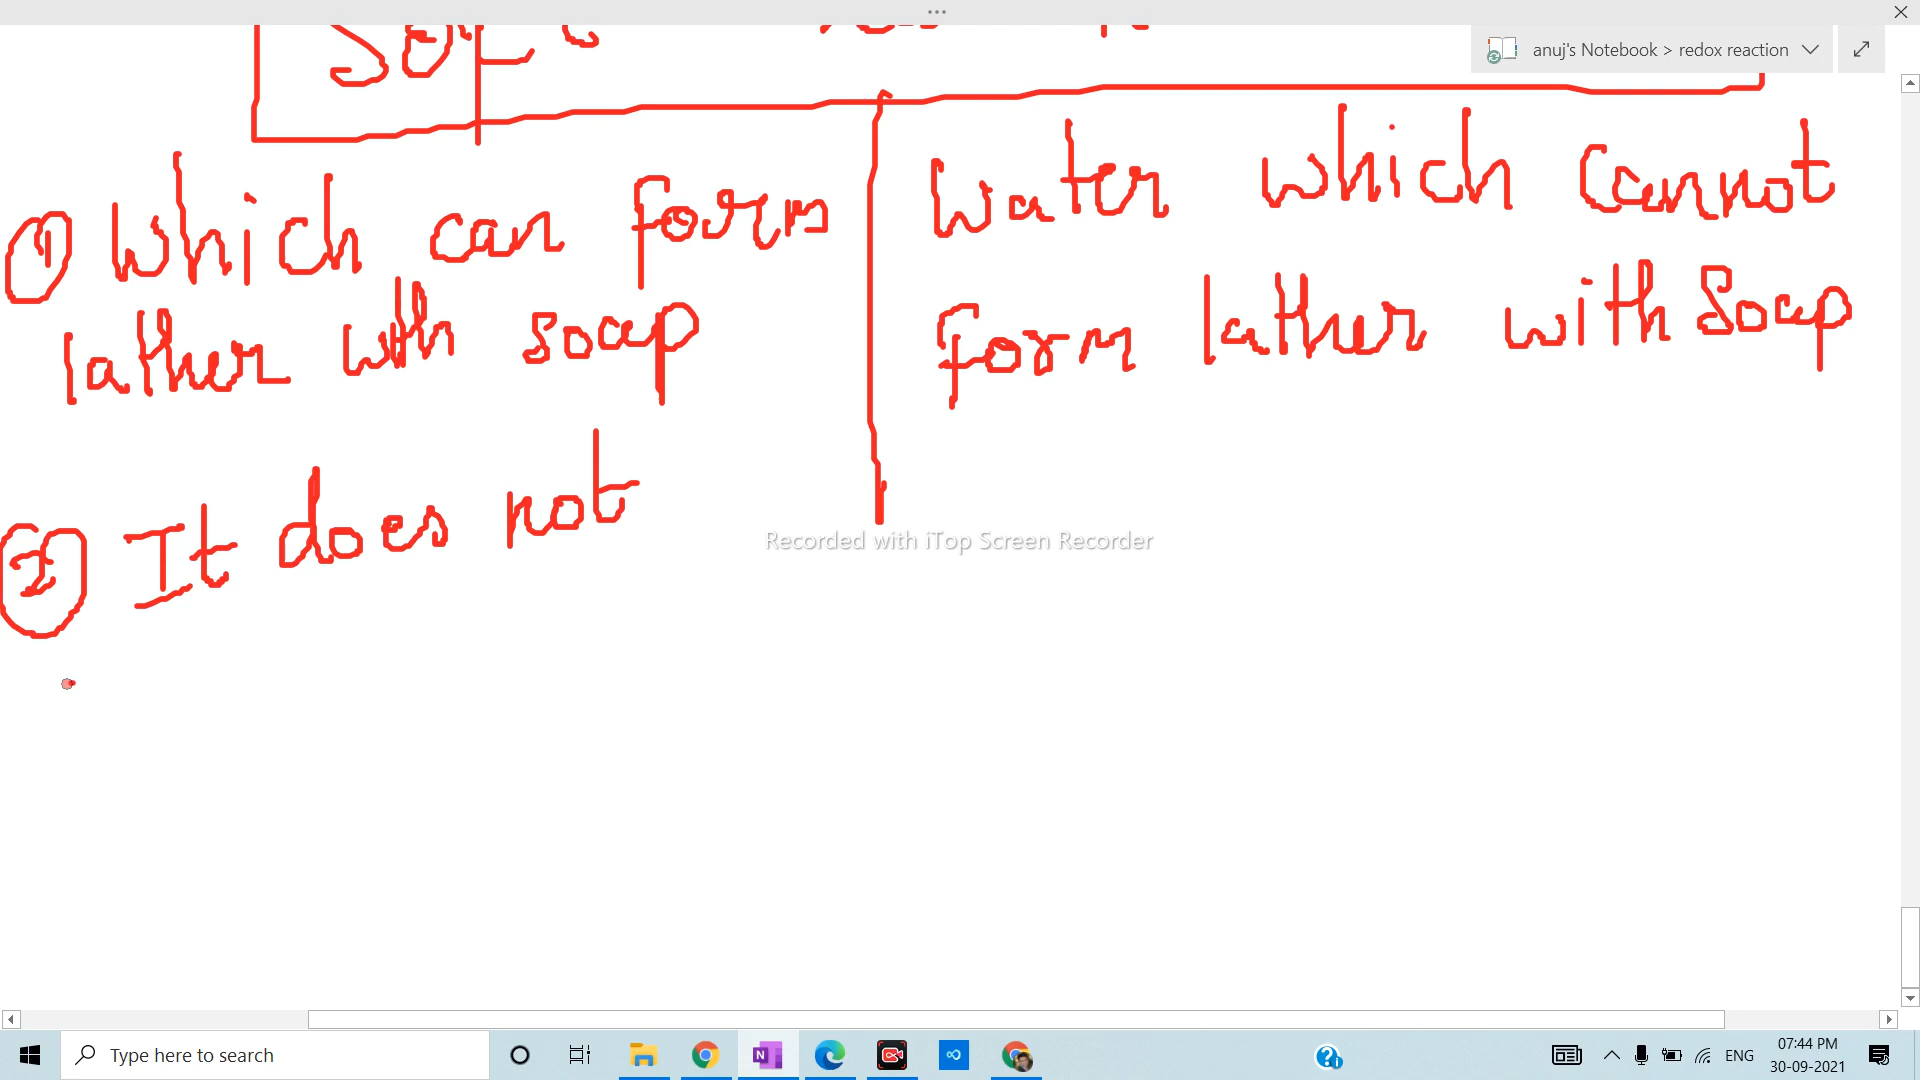 anuj's Notebook > redox reaction
① Which can form
lather with soap
Water which cannot
form lather with Soap
② It does not
Recorded with iTop Screen Recorder
Type here to search
ENG
07:44 PM
30-09-2021